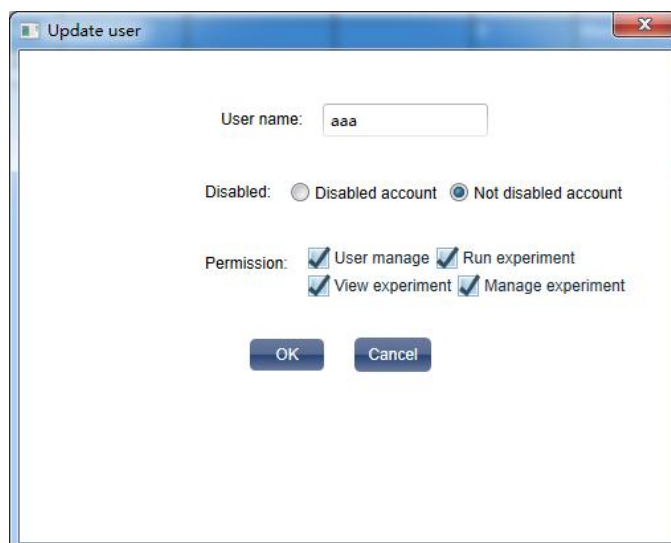 Update user
User name: aaa
Disabled: Disabled account Not disabled account
Permission: User manage Run experiment
View experiment Manage experiment
OK Cancel